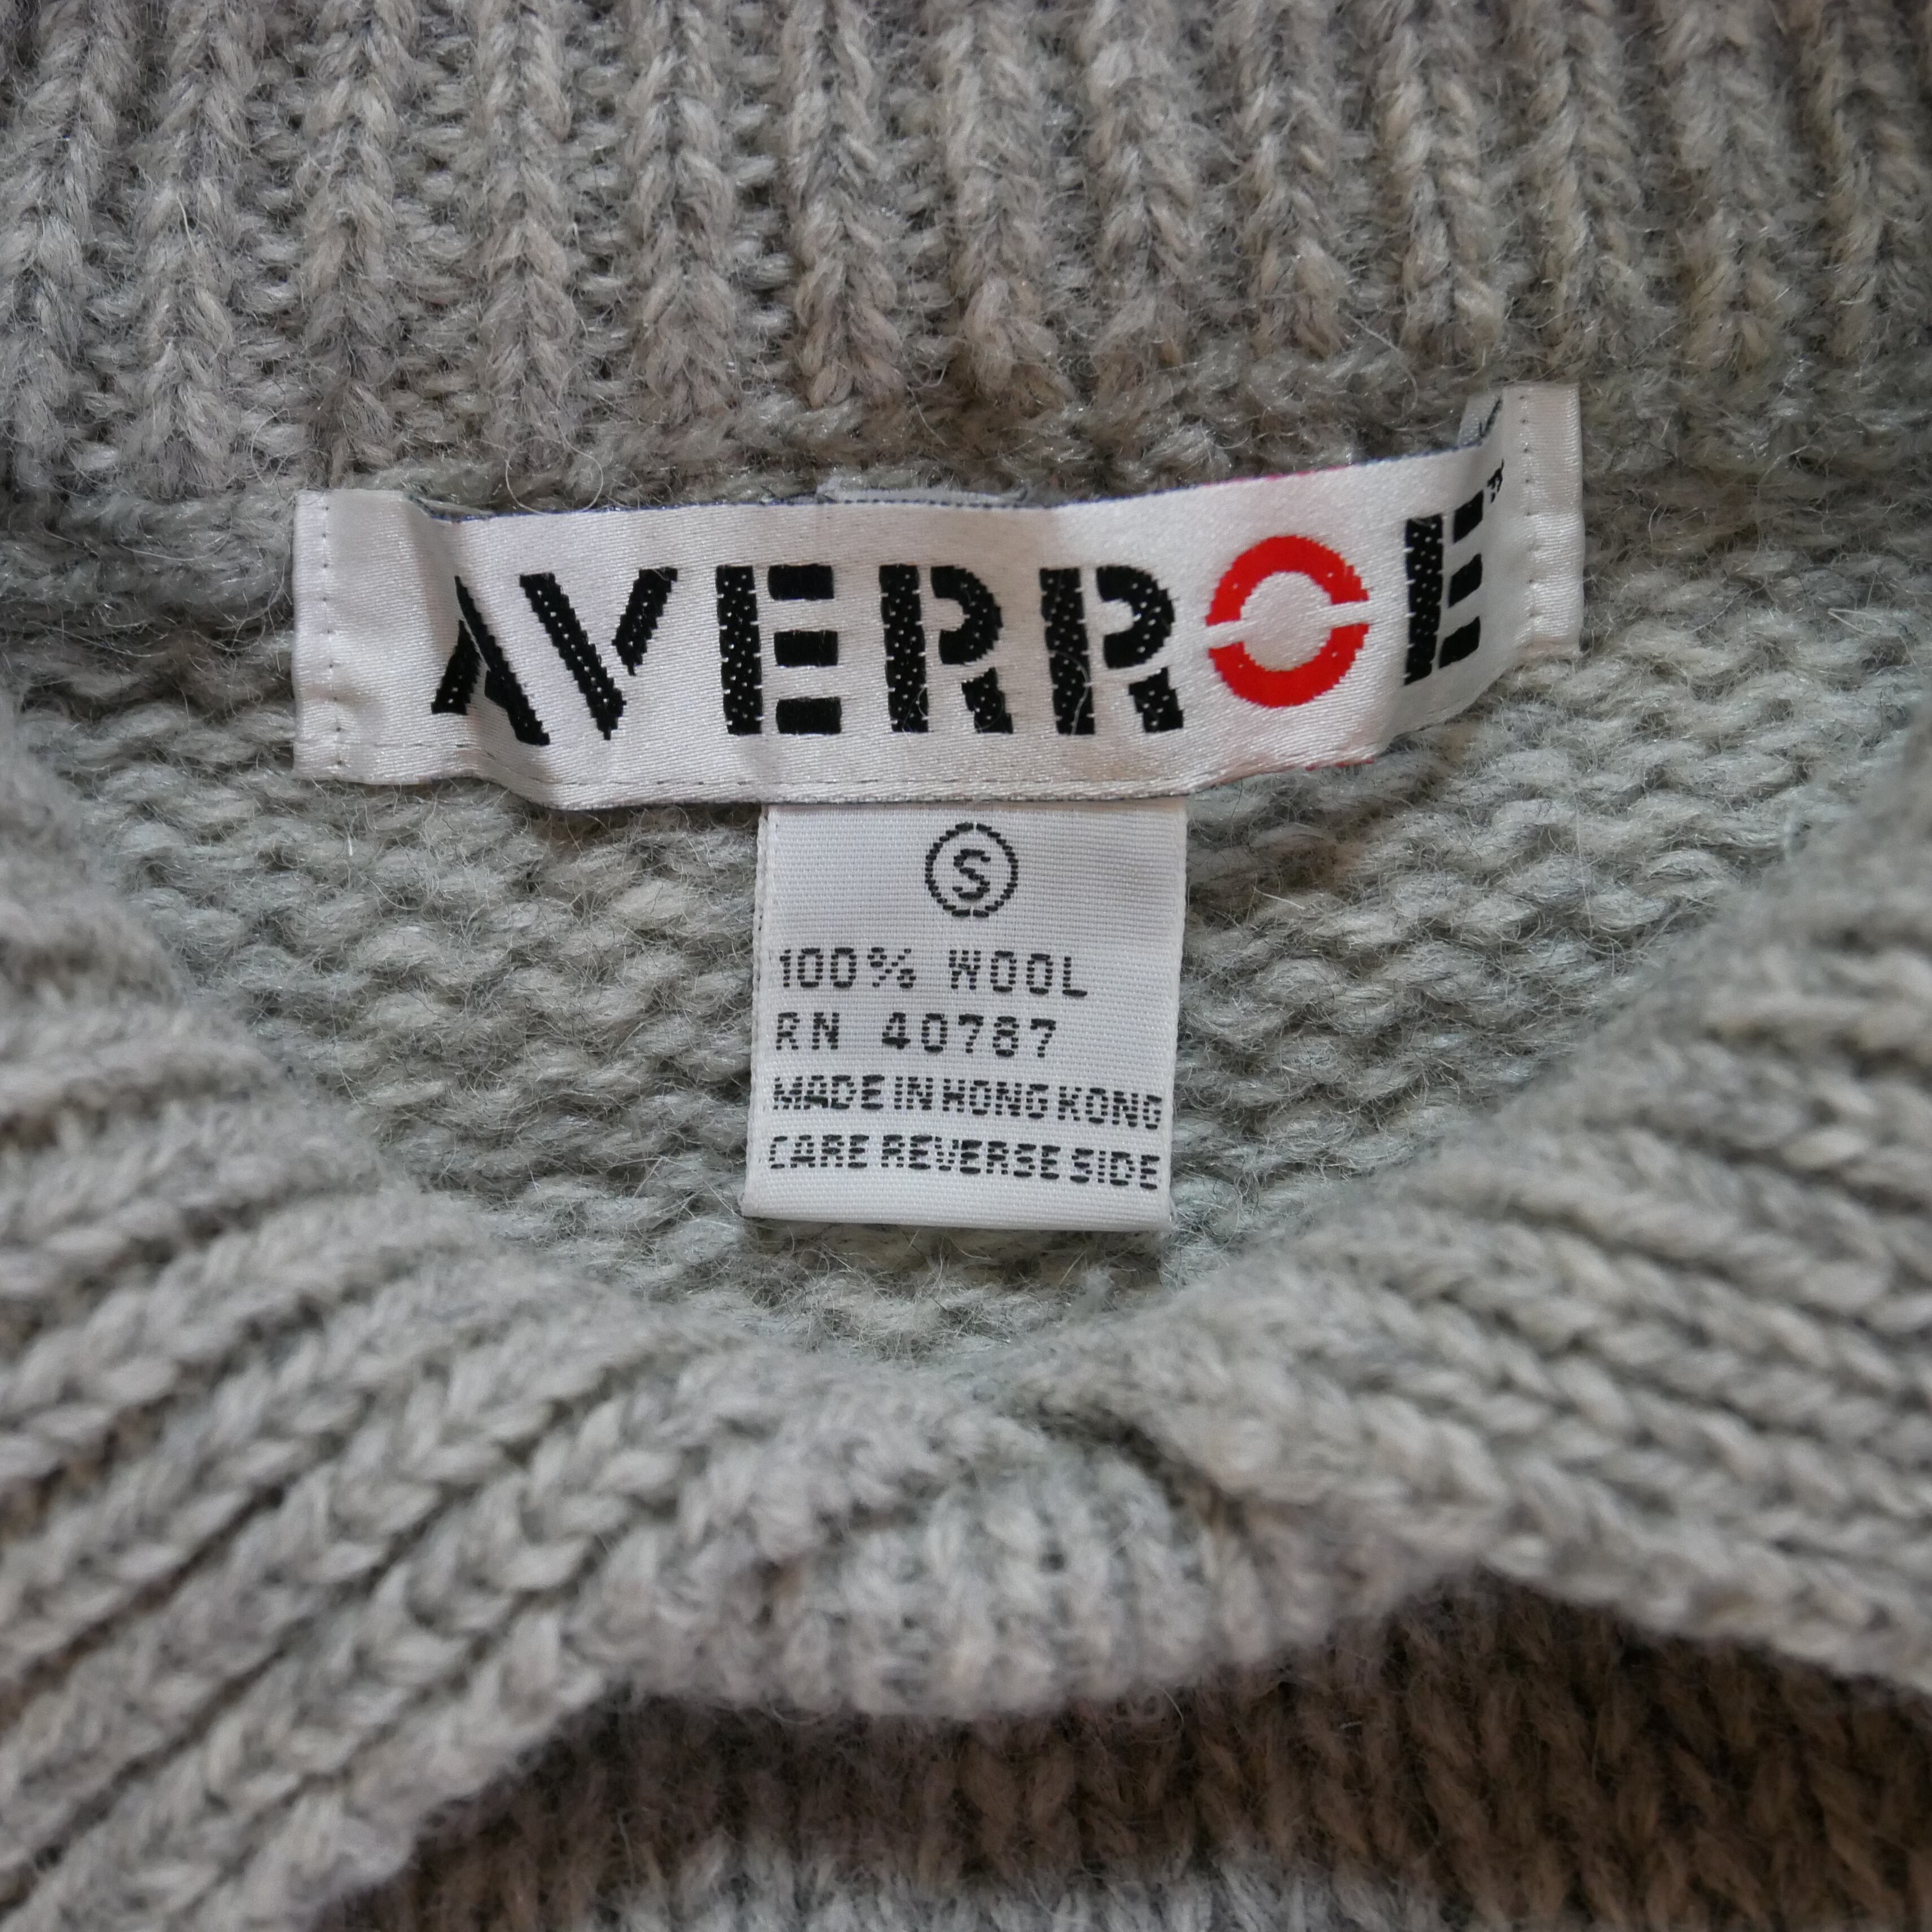 AVERROE
S
100% WOOL
RN 40787
MADE IN HONG KONG
CARE REVERSE SIDE